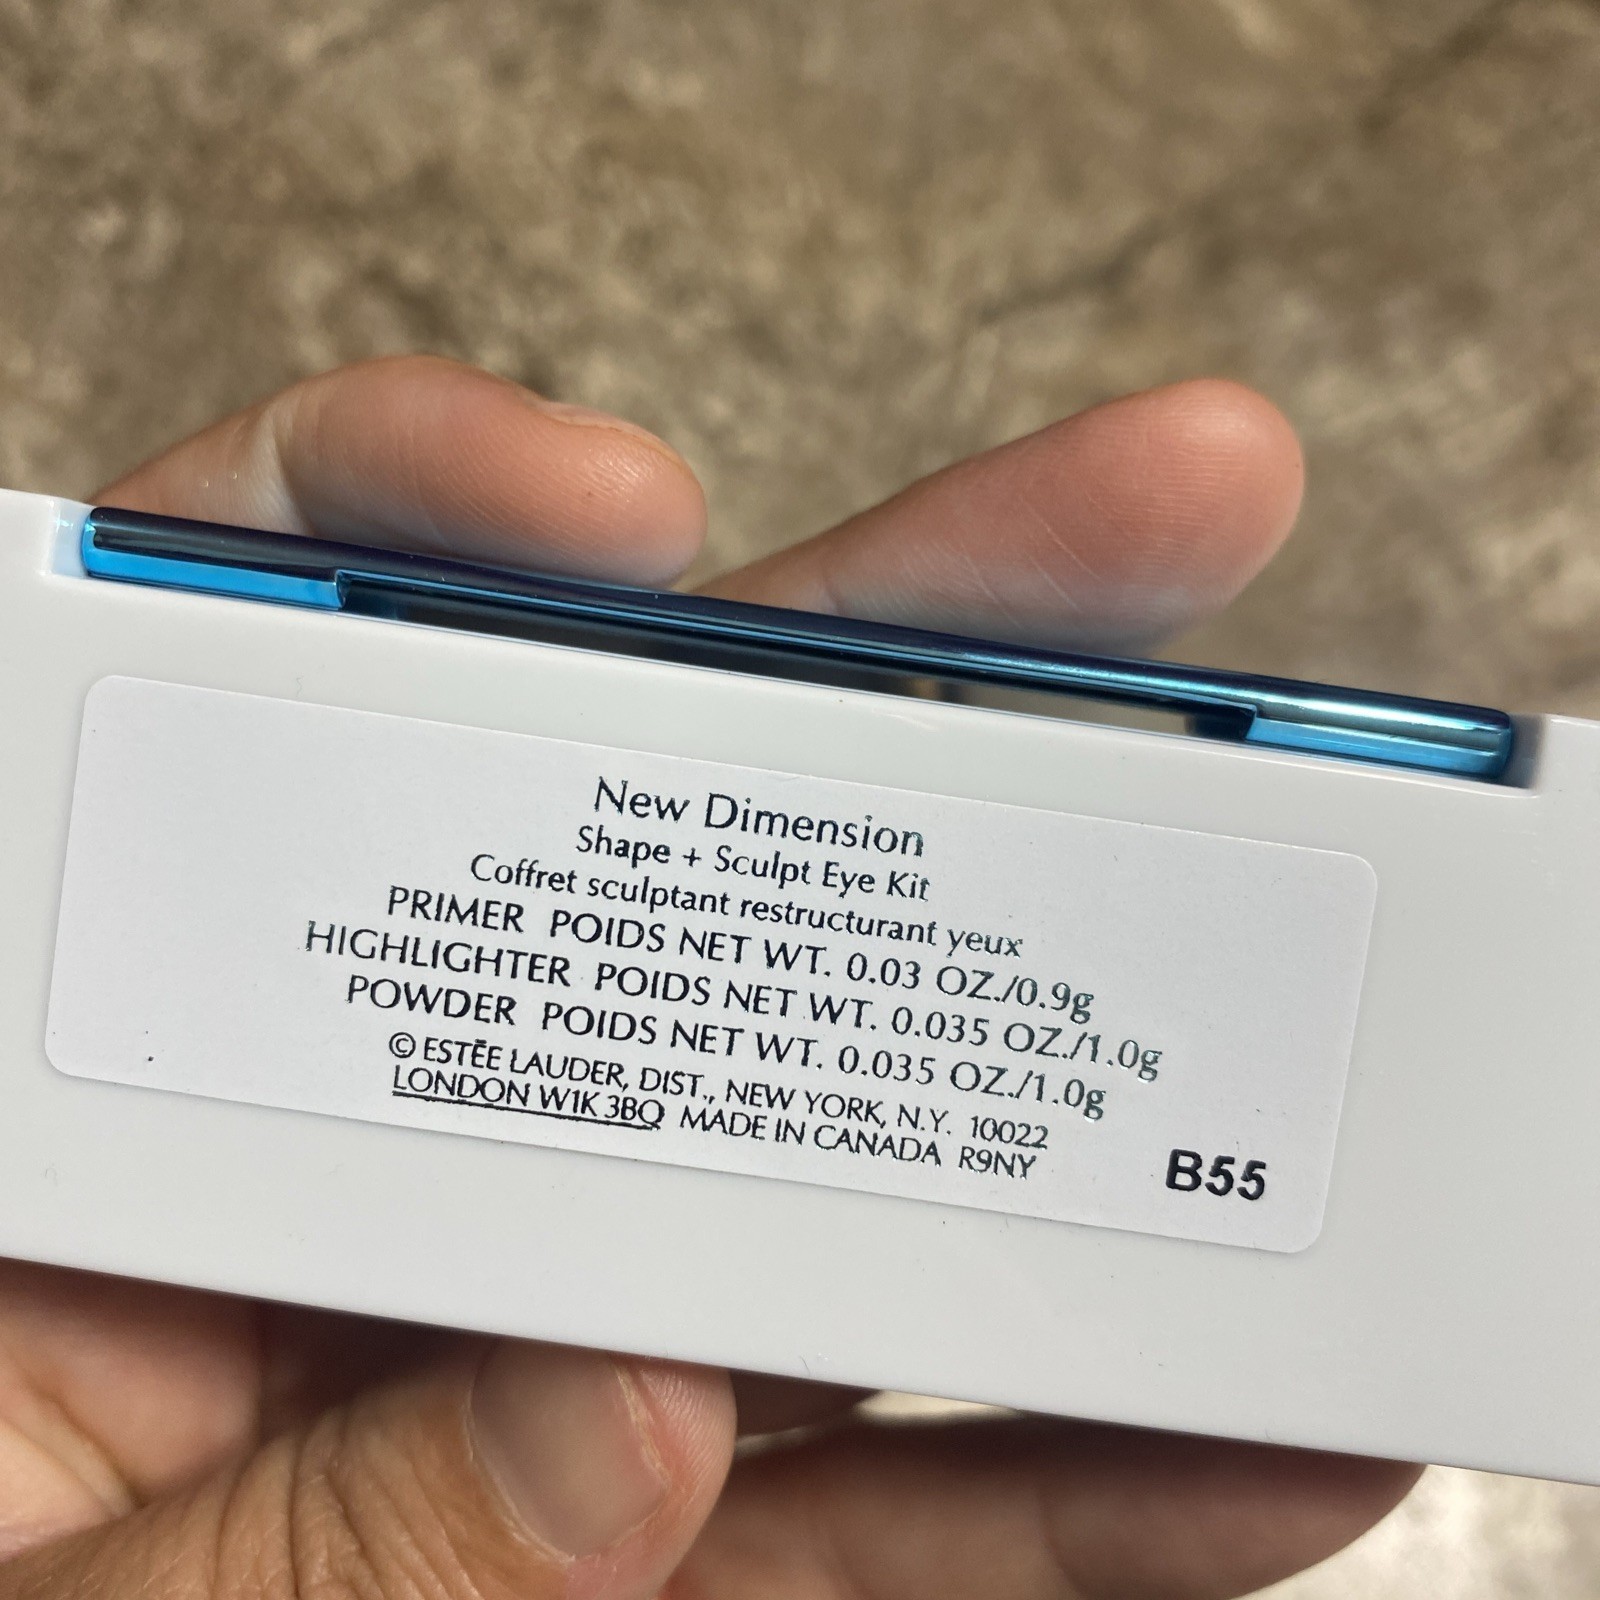 New Dimension
Shape + Sculpt Eye Kit
Coffret sculptant restructurant yeux
PRIMER POIDS NET WT. 0.03 OZ./0.9g
HIGHLIGHTER POIDS NET WT. 0.035 OZ./1.0g
POWDER POIDS NET WT. 0.035 OZ./1.0g
© ESTĒE LAUDER, DIST., NEW YORK, N.Y. 10022
LONDON W1K 3BQ MADE IN CANADA R9NY
B55